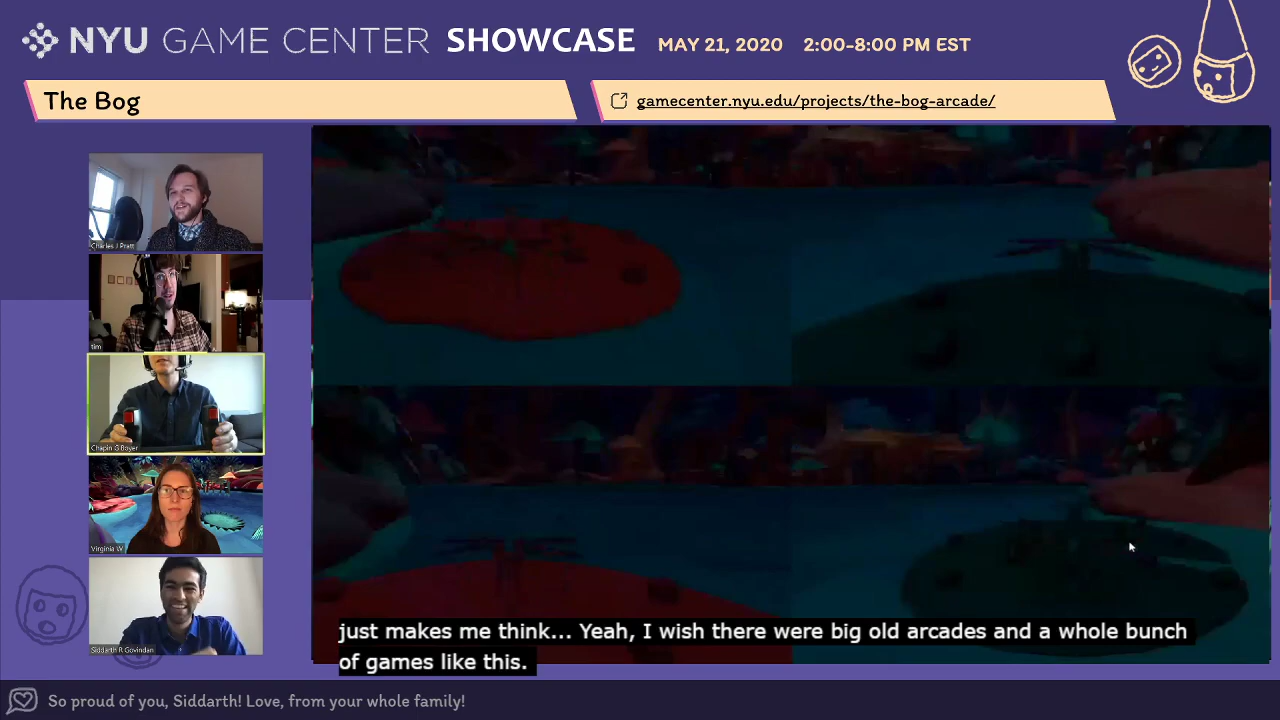 NYU GAME CENTER SHOWCASE MAY 21, 2020 2:00-8:00 PM EST
The Bog
gamecenter.nyu.edu/projects/the-bog-arcade/
Charles J Pratt
tim
Chapin G Boyer
Virginia W
Siddarth R Govindan
just makes me think... Yeah, I wish there were big old arcades and a whole bunch
of games like this.
So proud of you, Siddarth! Love, from your whole family!